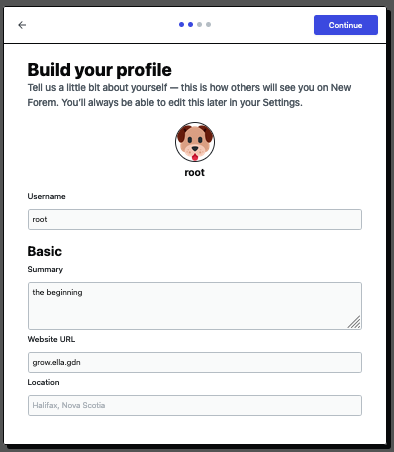 Continue
Build your profile
Tell us a little bit about yourself — this is how others will see you on New
Forem. You'll always be able to edit this later in your Settings.
root
Username
root
Basic
Summary
the beginning
Website URL
grow.ella.gdn
Location
Halifax, Nova Scotia